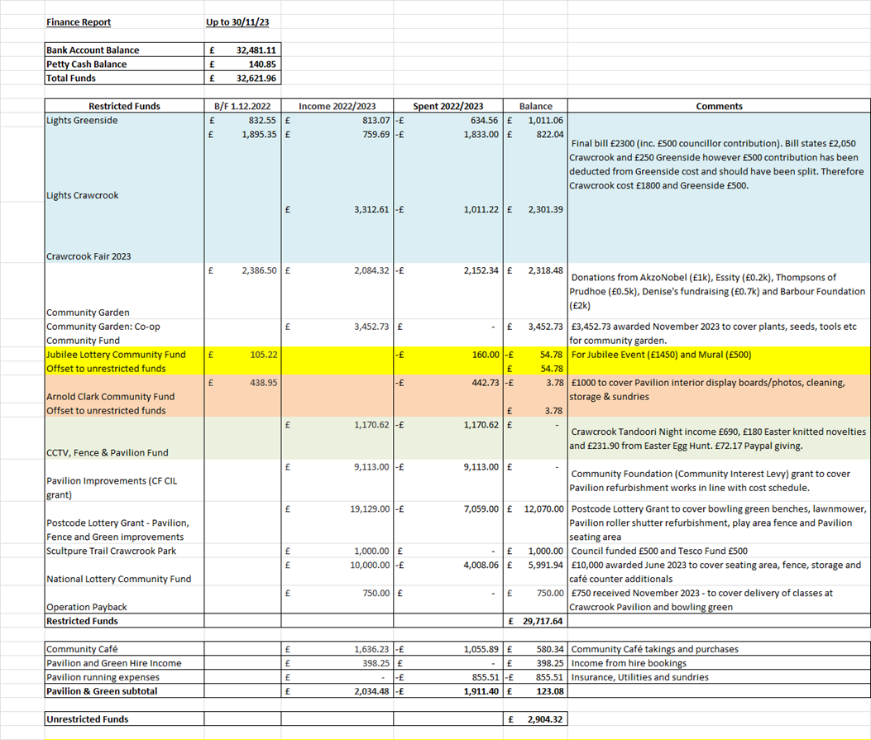 Finance Report Up to 30/11/23
Bank Account Balance £ 32,481.11
Petty Cash Balance £ 140.85
Total Funds £ 32,621.96
Restricted Funds B/F 1.12.2022 Income 2022/2023 Spent 2022/2023 Balance Comments
Lights Greenside £ 832.55 £ 813.07 -£ 634.56 £ 1,011.06
£ 1,895.35 £ 759.69 -£ 1,833.00 £ 822.04
Final bill £2300 (inc. £500 councillor contribution). Bill states £2,050
Crawcrook and £250 Greenside however £500 contribution has been
deducted from Greenside cost and should have been split. Therefore
Crawcrook cost £1800 and Greenside £500.
Lights Crawcrook
£ 3,312.61 -£ 1,011.22 £ 2,301.39
Crawcrook Fair 2023
£ 2,386.50 £ 2,084.32 -£ 2,152.34 £ 2,318.48
Donations from AkzoNobel (£1k), Essity (£0.2k), Thompsons of
Prudhoe (£0.5k), Denise's fundraising (£0.7k) and Barbour Foundation
(£2k)
Community Garden
Community Garden: Co-op £ 3,452.73 £ - £ 3,452.73 £3,452.73 awarded November 2023 to cover plants, seeds, tools etc
Community Fund for community garden.
Jubilee Lottery Community Fund £ 105.22 -£ 160.00 -£ 54.78 For Jubilee Event (£1450) and Mural (£500)
Offset to unrestricted funds £ 54.78
£ 438.95 -£ 442.73 -£ 3.78 £1000 to cover Pavilion interior display boards/photos, cleaning,
Arnold Clark Community Fund storage & sundries
Offset to unrestricted funds £ 3.78
£ 1,170.62 -£ 1,170.62 £ -
Crawcrook Tandoori Night income £690, £180 Easter knitted novelties
and £231.90 from Easter Egg Hunt. £72.17 Paypal giving.
CCTV, Fence & Pavilion Fund
£ 9,113.00 -£ 9,113.00 £ -
Community Foundation (Community Interest Levy) grant to cover
Pavilion Improvements (CF CIL Pavilion refurbishment works in line with cost schedule.
grant)
£ 19,129.00 -£ 7,059.00 £ 12,070.00 Postcode Lottery Grant to cover bowling green benches, lawnmower,
Postcode Lottery Grant - Pavilion, Pavilion roller shutter refurbishment, play area fence and Pavilion
Fence and Green improvements seating area
Scultpure Trail Crawcrook Park £ 1,000.00 £ - £ 1,000.00 Council funded £500 and Tesco Fund £500
£ 10,000.00 -£ 4,008.06 £ 5,991.94 £10,000 awarded June 2023 to cover seating area, fence, storage and
National Lottery Community Fund café counter additionals
£ 750.00 £ - £ 750.00 £750 received November 2023 - to cover delivery of classes at
Operation Payback Crawcrook Pavilion and bowling green
Restricted Funds £ 29,717.64
Community Café £ 1,636.23 -£ 1,055.89 £ 580.34 Community Café takings and purchases
Pavilion and Green Hire Income £ 398.25 £ - £ 398.25 Income from hire bookings
Pavilion running expenses £ - -£ 855.51 -£ 855.51 Insurance, Utilities and sundries
Pavilion & Green subtotal £ 2,034.48 -£ 1,911.40 £ 123.08
Unrestricted Funds £ 2,904.32